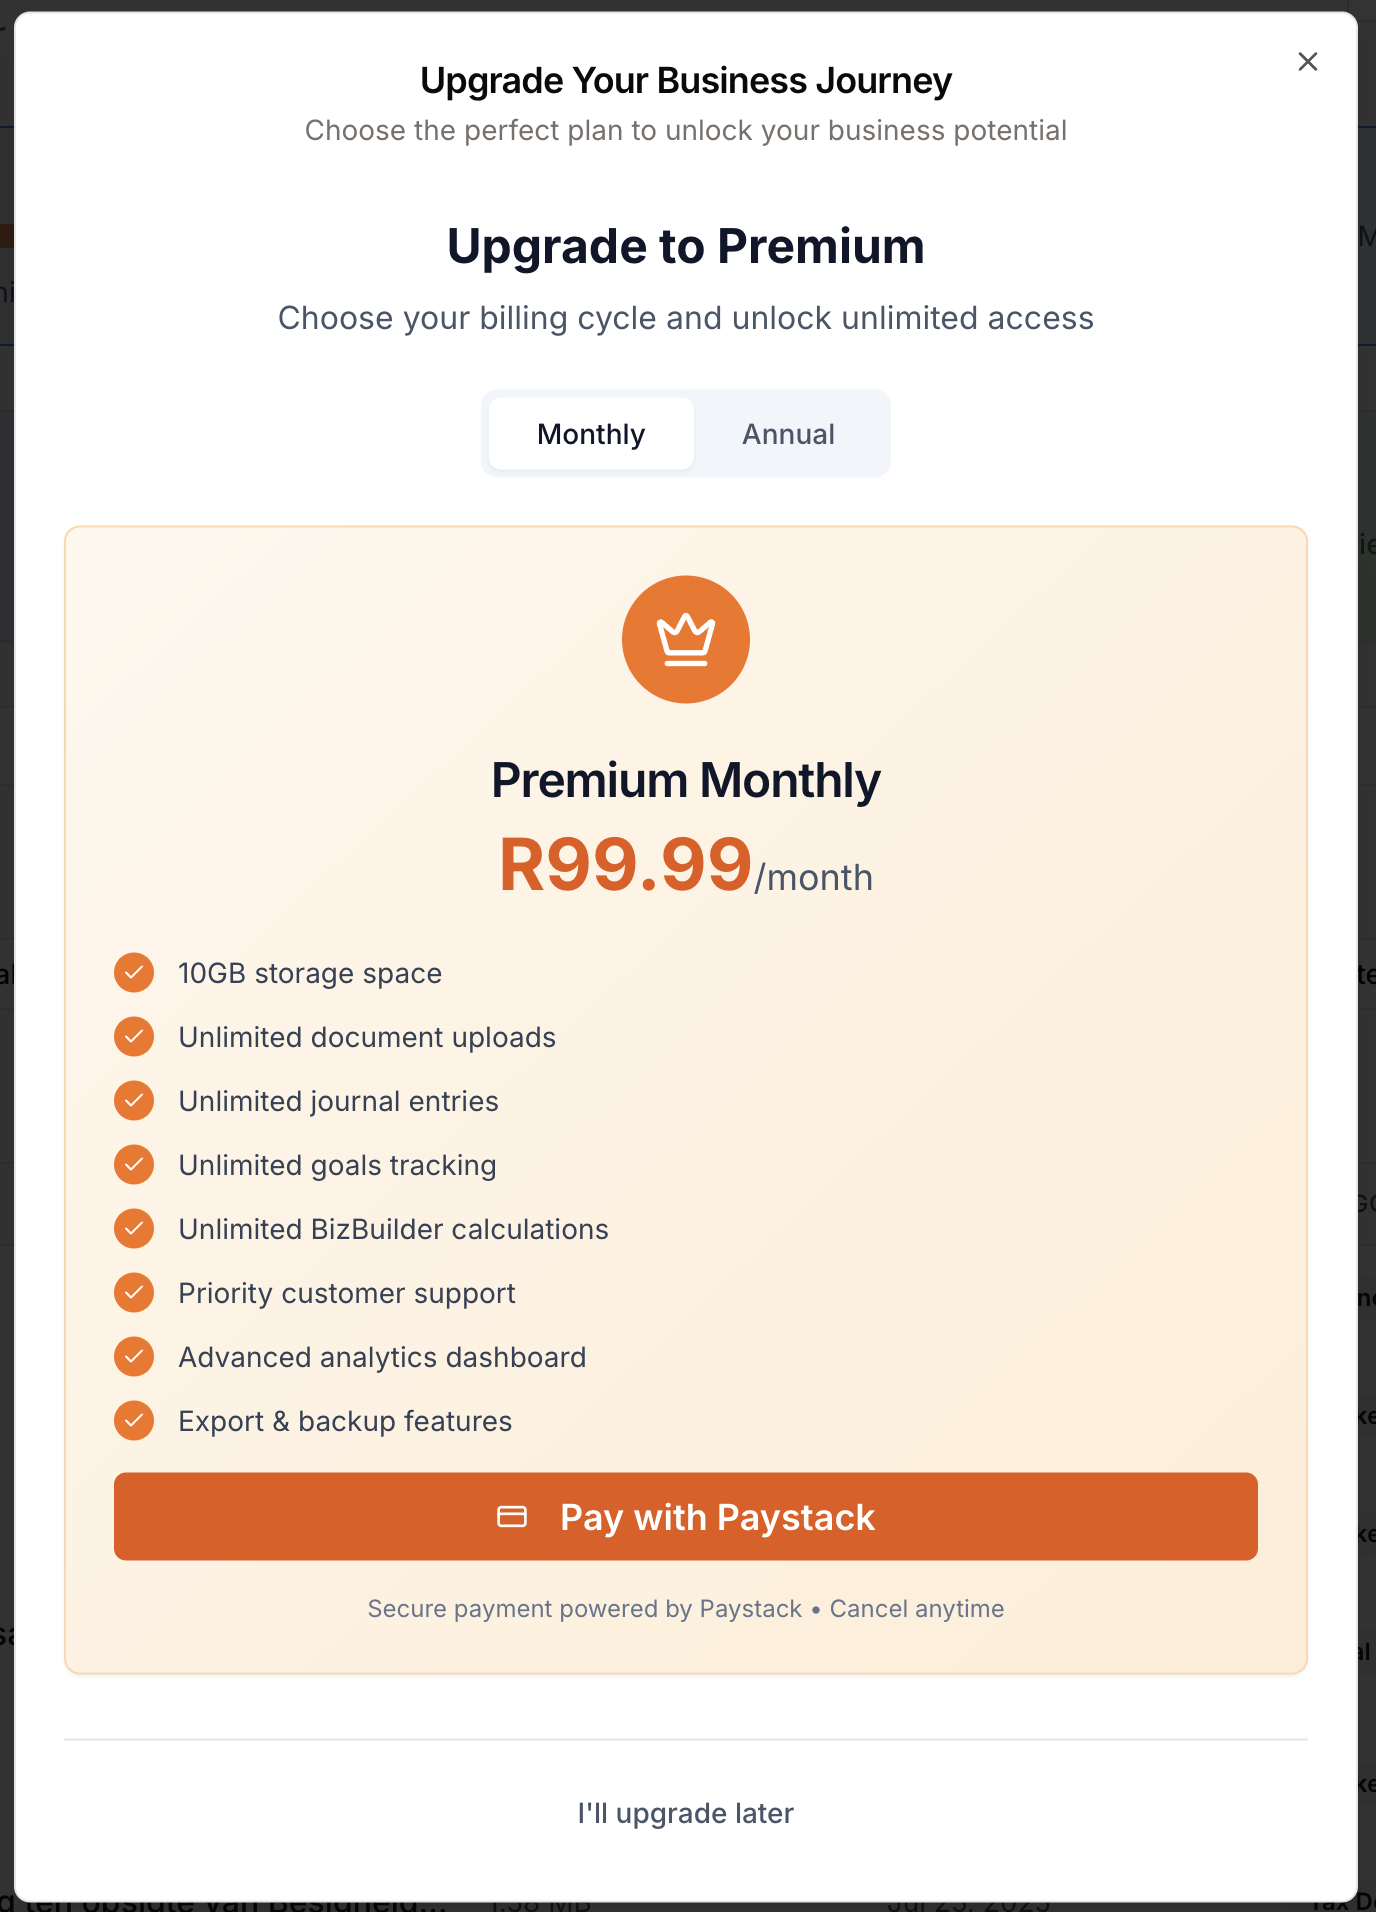 Upgrade Your Business Journey
Choose the perfect plan to unlock your business potential
Upgrade to Premium
Choose your billing cycle and unlock unlimited access
Monthly Annual
Premium Monthly
R99.99/month
10GB storage space
Unlimited document uploads
Unlimited journal entries
Unlimited goals tracking
Unlimited BizBuilder calculations
Priority customer support
Advanced analytics dashboard
Export & backup features
Pay with Paystack
Secure payment powered by Paystack • Cancel anytime
I'll upgrade later